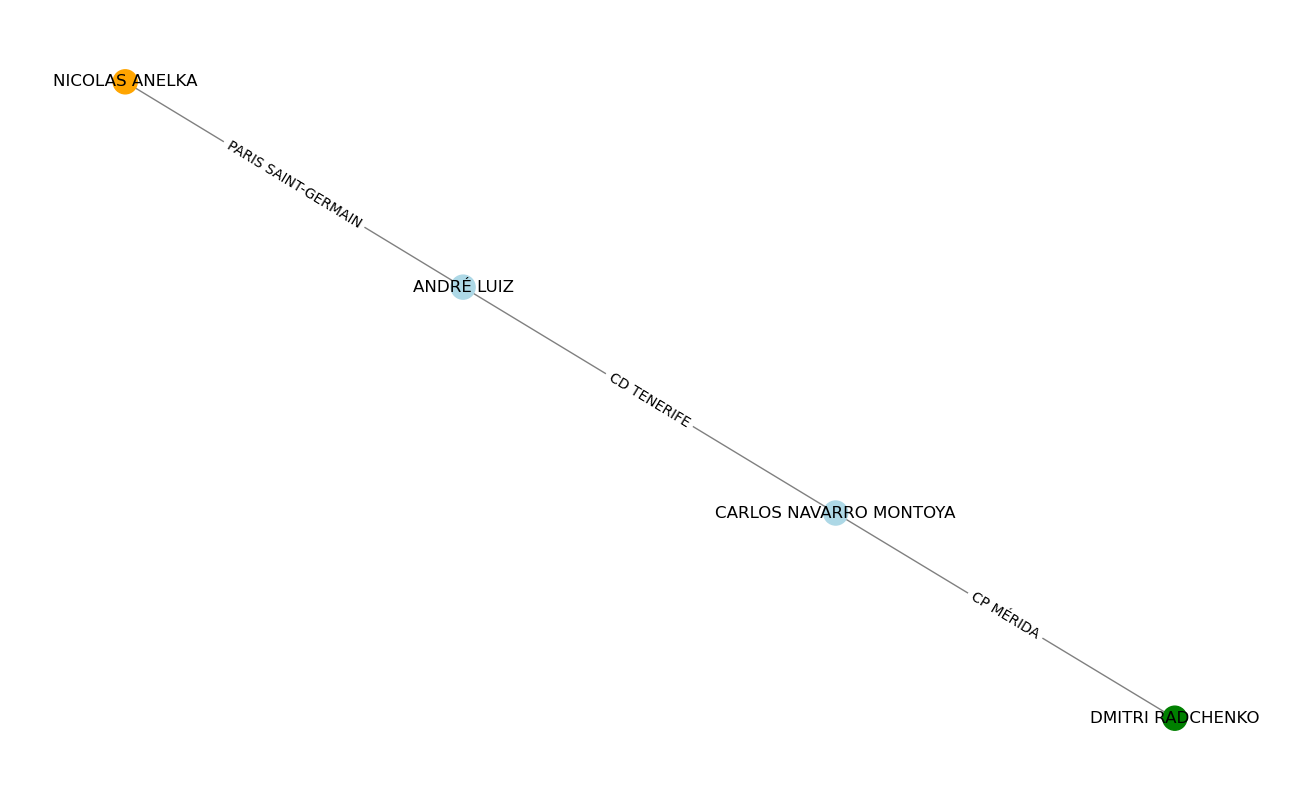 NICOLAS ANELKA
PARIS SAINT-GERMAIN
ANDRÉ LUIZ
CD TENERIFE
CARLOS NAVARRO MONTOYA
CP MÉRIDA
DMITRI RADCHENKO